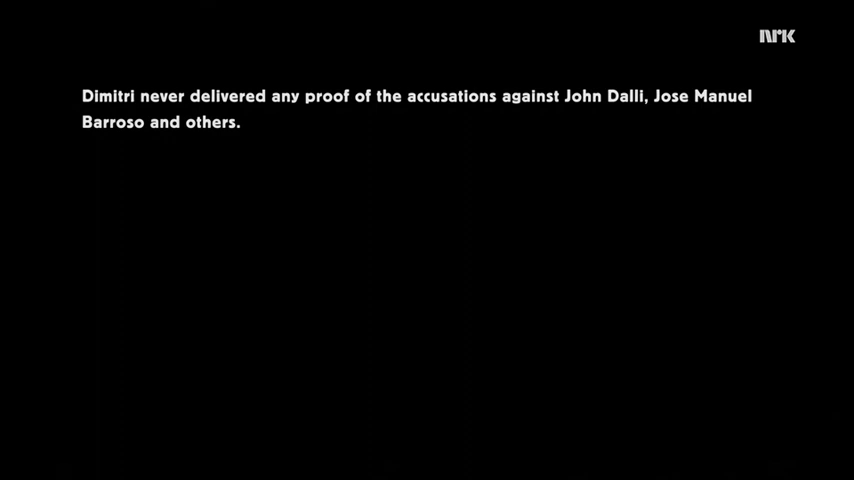 NRK
Dimitri never delivered any proof of the accusations against John Dalli, Jose Manuel
Barroso and others.